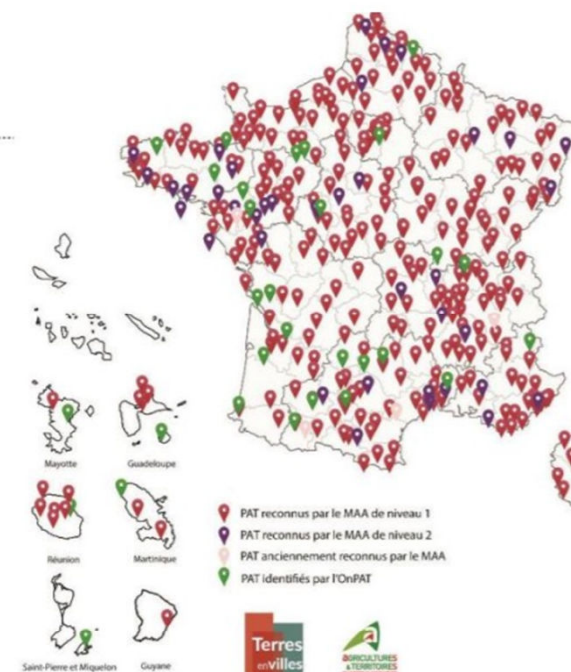 Mayotte
Guadeloupe
Réunion
Martinique
Saint-Pierre et Miquelon
Guyane
PAT reconnus par le MAA de niveau 1
PAT reconnus par le MAA de niveau 2
PAT anciennement reconnus par le MAA
PAT identifiés par l'OnPAT
Terres
en villes
AGRICULTURES
& TERRITOIRES